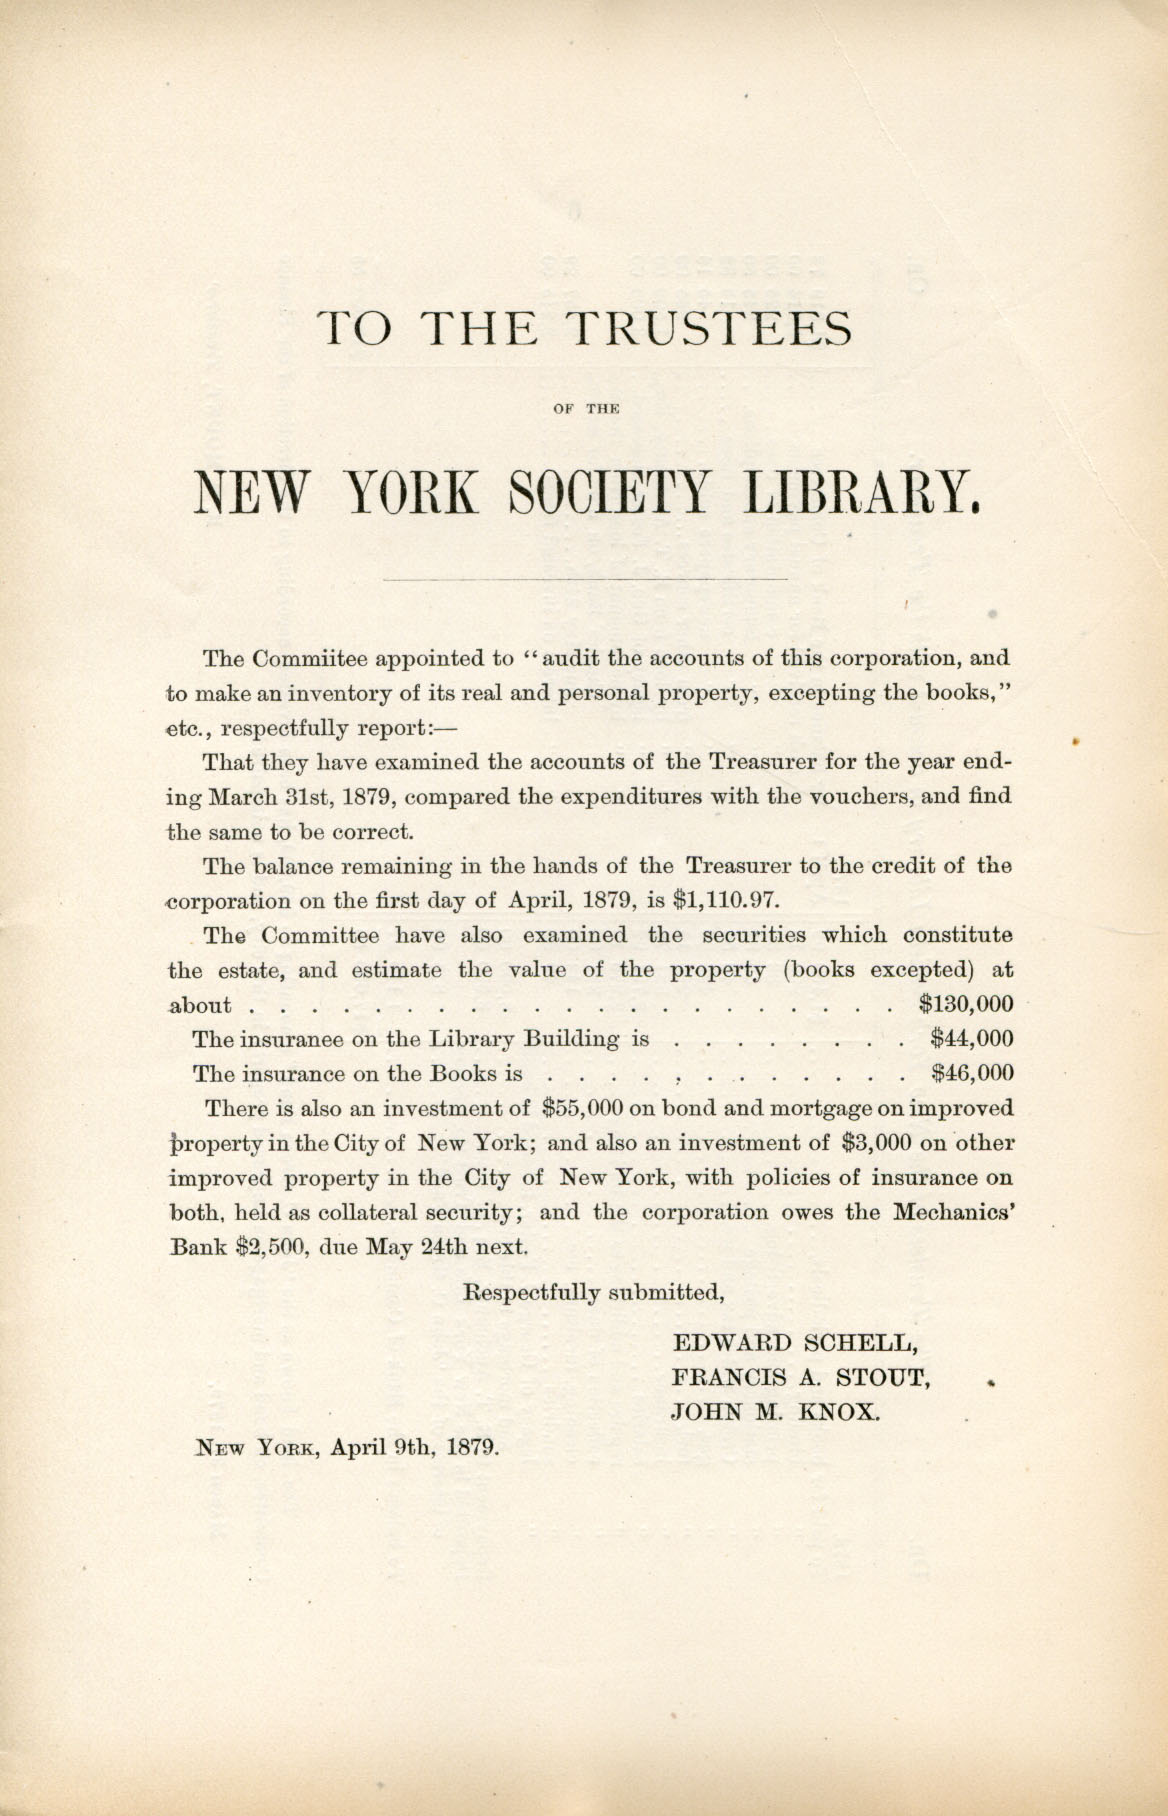 TO THE TRUSTEES
OF THE
NEW YORK SOCIETY LIBRARY.
The Commiitee appointed to “audit the accounts of this corporation, and
to make an inventory of its real and personal property, excepting the books,”
etc., respectfully report:—
That they have examined the accounts of the Treasurer for the year end-
ing March 31st, 1879, compared the expenditures with the vouchers, and find
the same to be correct.
The balance remaining in the hands of the Treasurer to the credit of the
corporation on the first day of April, 1879, is $1,110.97.
The Committee have also examined the securities which constitute
the estate, and estimate the value of the property (books excepted) at
about . . . . . . . . . . . . . . . . . . . . . $130,000
The insuranee on the Library Building is . . . . . . . . $44,000
The insurance on the Books is . . . . , . . . . . . . $46,000
There is also an investment of $55,000 on bond and mortgage on improved
property in the City of New York; and also an investment of $3,000 on other
improved property in the City of New York, with policies of insurance on
both, held as collateral security; and the corporation owes the Mechanics’
Bank $2,500, due May 24th next.
Respectfully submitted,
EDWARD SCHELL,
FRANCIS A. STOUT,
JOHN M. KNOX.
NEW YORK, April 9th, 1879.